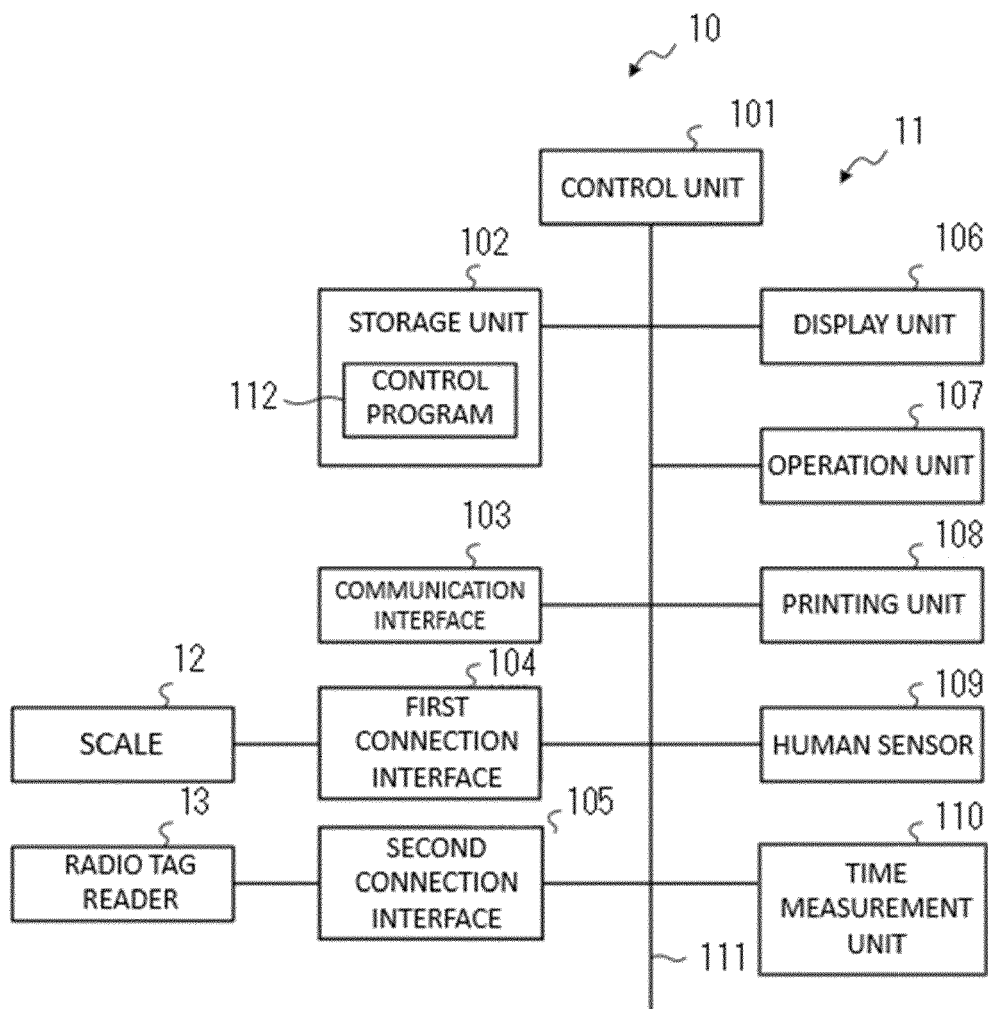 10
101
11
CONTROL UNIT
102
106
STORAGE UNIT
DISPLAY UNIT
112
CONTROL
PROGRAM
107
OPERATION UNIT
103
108
COMMUNICATION
INTERFACE
PRINTING UNIT
12
104
109
SCALE
FIRST
CONNECTION
INTERFACE
HUMAN SENSOR
13
105
110
RADIO TAG
READER
SECOND
CONNECTION
INTERFACE
TIME
MEASUREMENT
UNIT
111